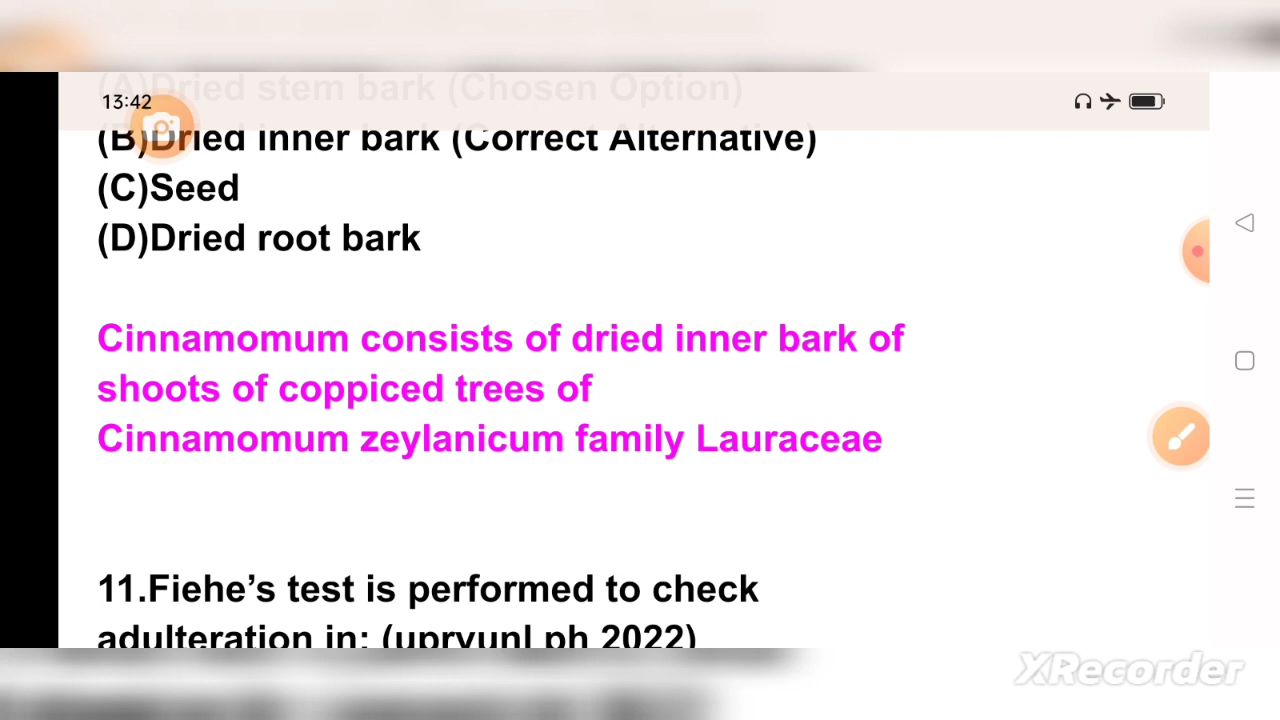 (A)Dried stem bark (Chosen Option)
13:42
(B)Dried inner bark (Correct Alternative)
(C)Seed
(D)Dried root bark
Cinnamomum consists of dried inner bark of
shoots of coppiced trees of
Cinnamomum zeylanicum family Lauraceae
11.Fiehe’s test is performed to check
adulteration in: (uprvunl ph 2022)
XRecorder